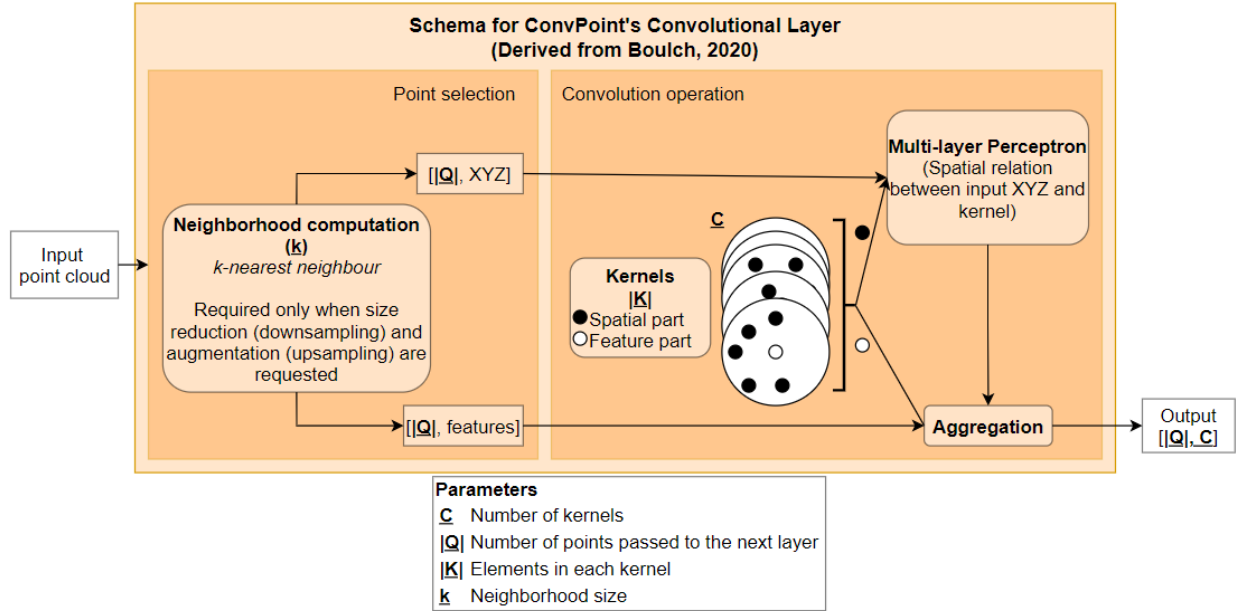 Schema for ConvPoint's Convolutional Layer
(Derived from Boulch, 2020)
Point selection
Convolution operation
Input
point cloud
Neighborhood computation
(k)
k-nearest neighbour
Required only when size
reduction (downsampling) and
augmentation (upsampling) are
requested
[|Q|, XYZ]
[|Q|, features]
Kernels
|K|
Spatial part
Feature part
C
Multi-layer Perceptron
(Spatial relation
between input XYZ and
kernel)
Aggregation
Output
[|Q|, C]
Parameters
C Number of kernels
|Q| Number of points passed to the next layer
|K| Elements in each kernel
k Neighborhood size